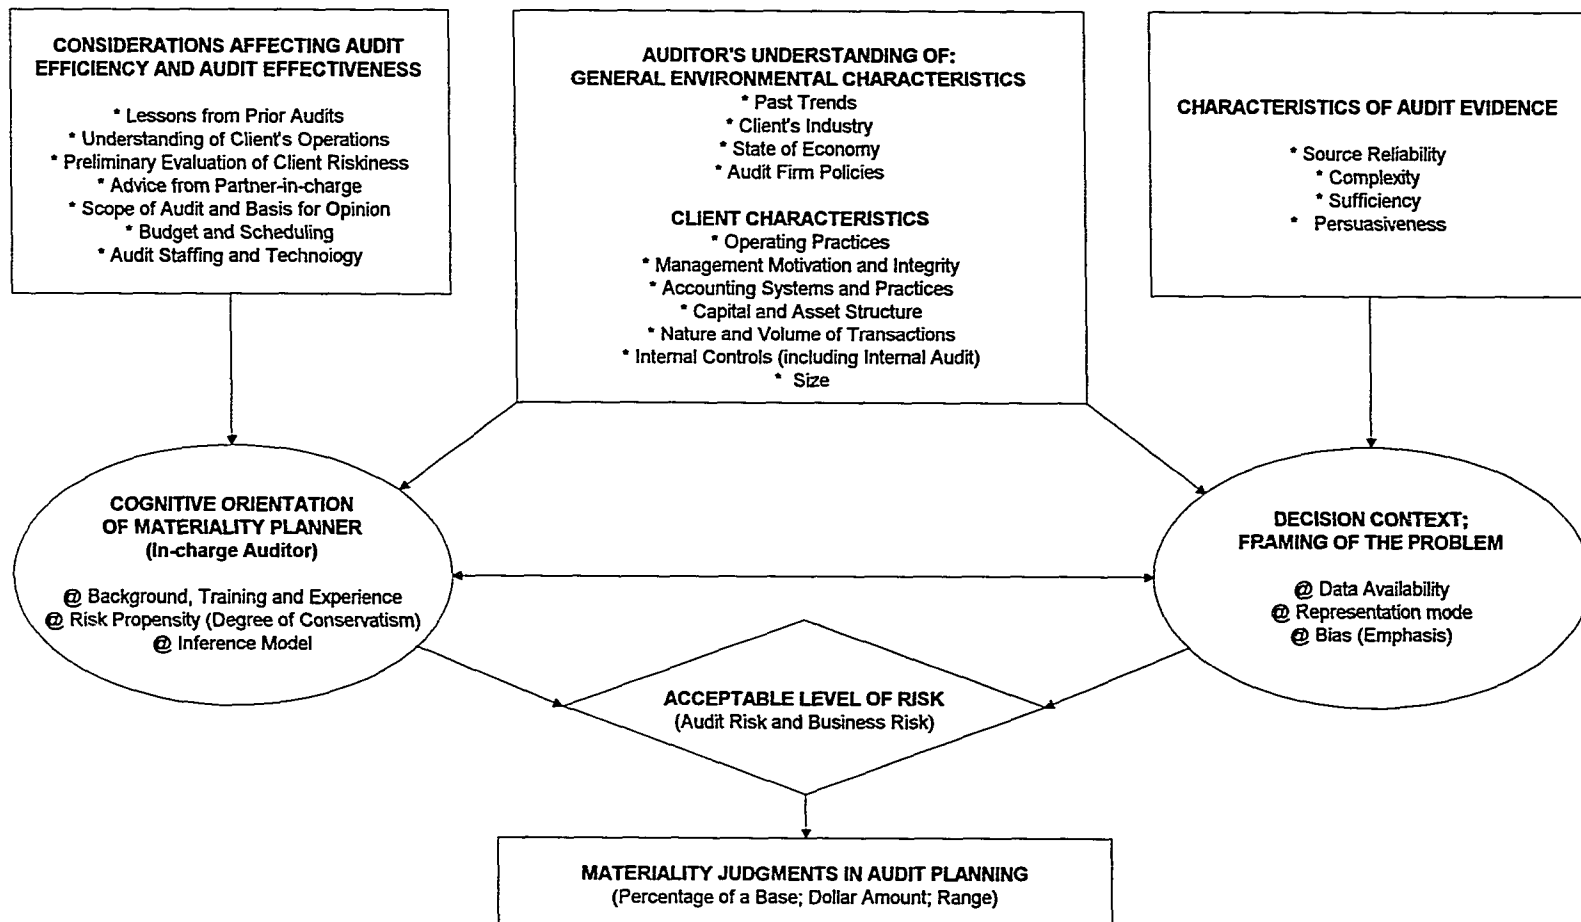 CONSIDERATIONS AFFECTING AUDIT
EFFICIENCY AND AUDIT EFFECTIVENESS
* Lessons from Prior Audits
* Understanding of Client's Operations
* Preliminary Evaluation of Client Riskiness
* Advice from Partner-in-charge
* Scope of Audit and Basis for Opinion
* Budget and Scheduling
* Audit Staffing and Technology
AUDITOR'S UNDERSTANDING OF:
GENERAL ENVIRONMENTAL CHARACTERISTICS
* Past Trends
* Client's Industry
* State of Economy
* Audit Firm Policies
CLIENT CHARACTERISTICS
* Operating Practices
* Management Motivation and Integrity
* Accounting Systems and Practices
* Capital and Asset Structure
* Nature and Volume of Transactions
* Internal Controls (including Internal Audit)
* Size
CHARACTERISTICS OF AUDIT EVIDENCE
* Source Reliability
* Complexity
* Sufficiency
* Persuasiveness
COGNITIVE ORIENTATION
OF MATERIALITY PLANNER
(In-charge Auditor)
@ Background, Training and Experience
@ Risk Propensity (Degree of Conservatism)
@ Inference Model
DECISION CONTEXT;
FRAMING OF THE PROBLEM
@ Data Availability
@ Representation mode
@ Bias (Emphasis)
ACCEPTABLE LEVEL OF RISK
(Audit Risk and Business Risk)
MATERIALITY JUDGMENTS IN AUDIT PLANNING
(Percentage of a Base; Dollar Amount; Range)